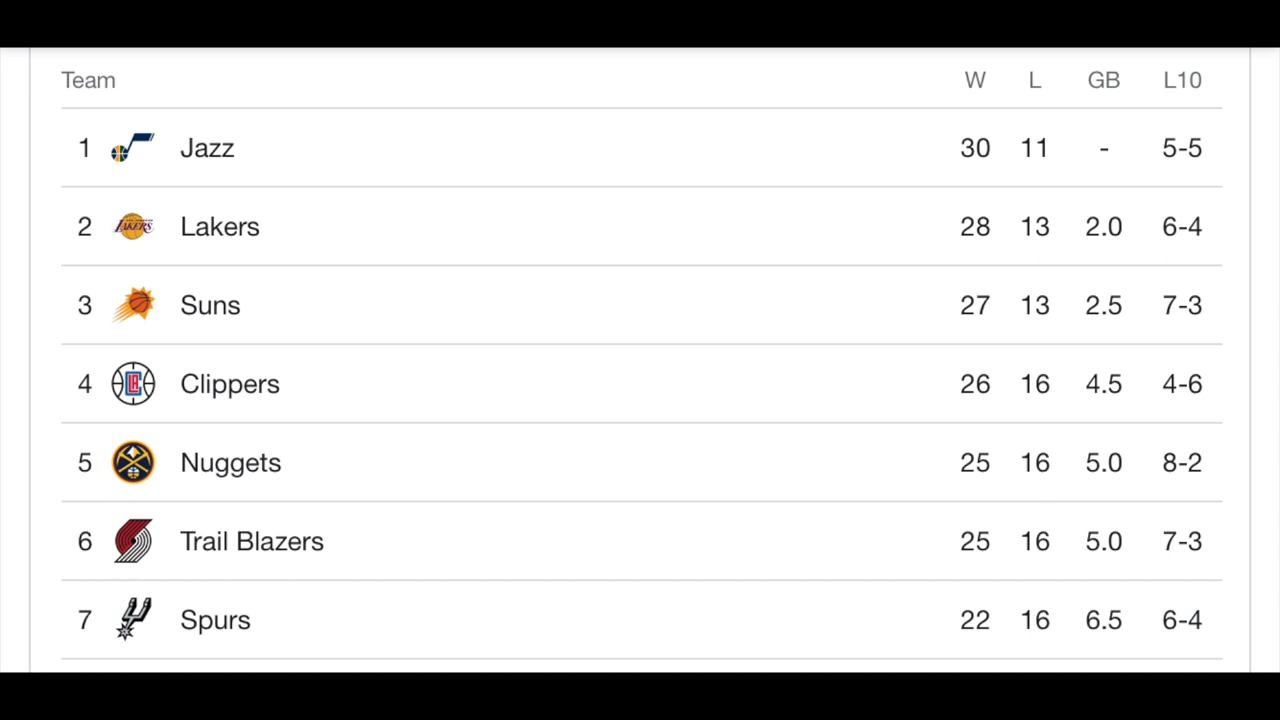 Team W L GB L10
1 Jazz 30 11 - 5-5
2 LAKERS Lakers 28 13 2.0 6-4
3 Suns 27 13 2.5 7-3
4 Clippers 26 16 4.5 4-6
5 Nuggets 25 16 5.0 8-2
6 Trail Blazers 25 16 5.0 7-3
7 Spurs 22 16 6.5 6-4